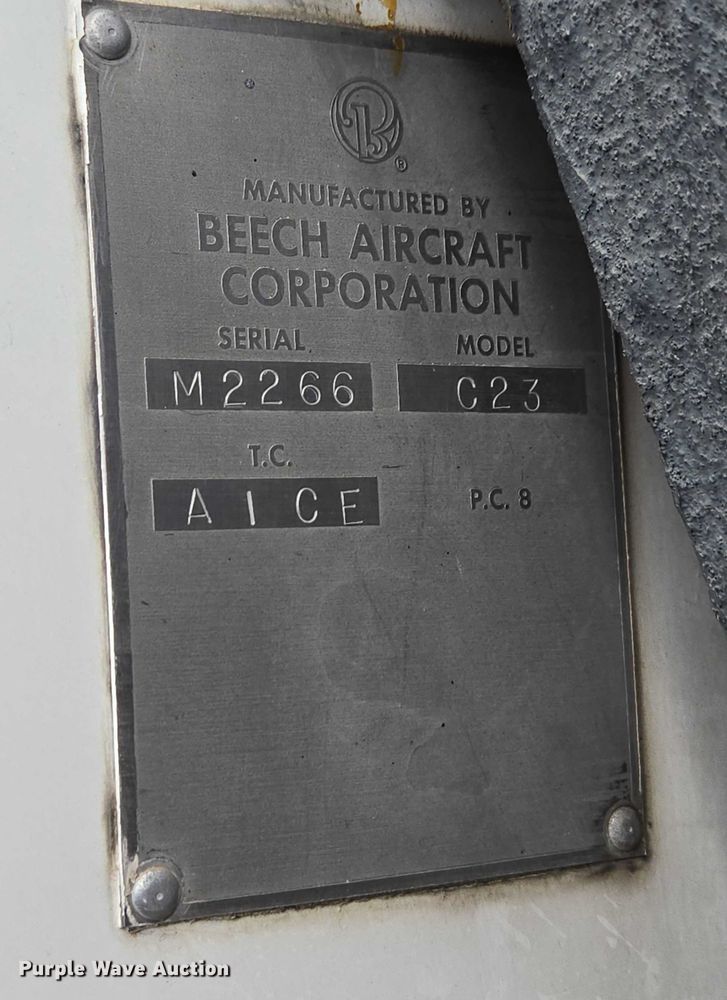 B
®
MANUFACTURED BY
BEECH AIRCRAFT
CORPORATION
SERIAL MODEL
M2266 C23
T.C.
A1CE P.C. 8
Purple Wave Auction